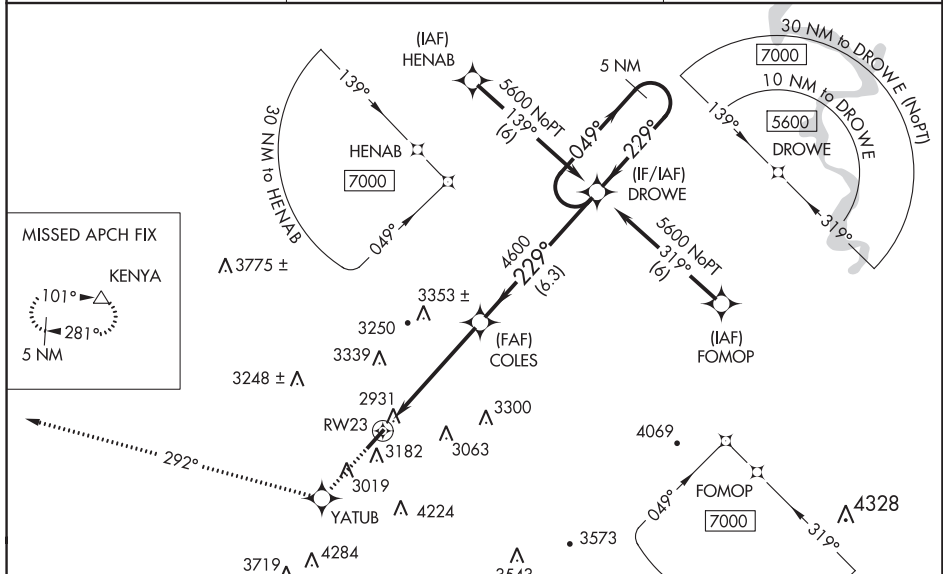 30 NM to DROWE (NoPT)
7000
10 NM to DROWE
5600
139°
DROWE
319°
(IAF)
HENAB
5600 NoPT
139°
(6)
5 NM
049°
229°
(IF/IAF)
DROWE
139°
HENAB
7000
30 NM to HENAB
049°
MISSED APCH FIX
KENYA
101°
281°
5 NM
3775 ±
4600
229°
(6.3)
5600 NoPT
319°
(6)
(IAF)
FOMOP
3353 ±
3250
(FAF)
COLES
3339
3248 ±
2931
RW23
3300
3182
3063
3019
292°
YATUB
4224
4069
FOMOP
7000
049°
319°
4328
3573
4284
3719
3543